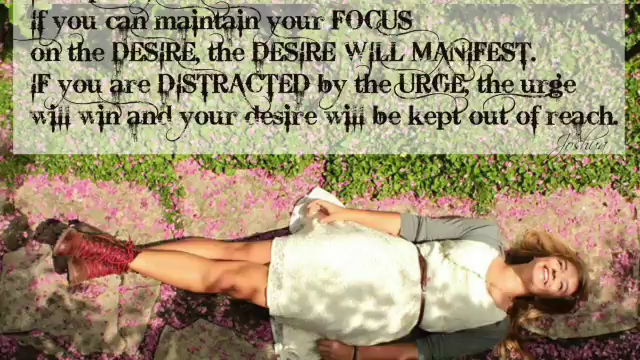 if you can maintain your FOCUS
on the DESIRE, the DESIRE WILL MANIFEST.
IF you are DISTRACTED by the URGE, the urge
will win and your desire will be kept out of reach.
Joshua